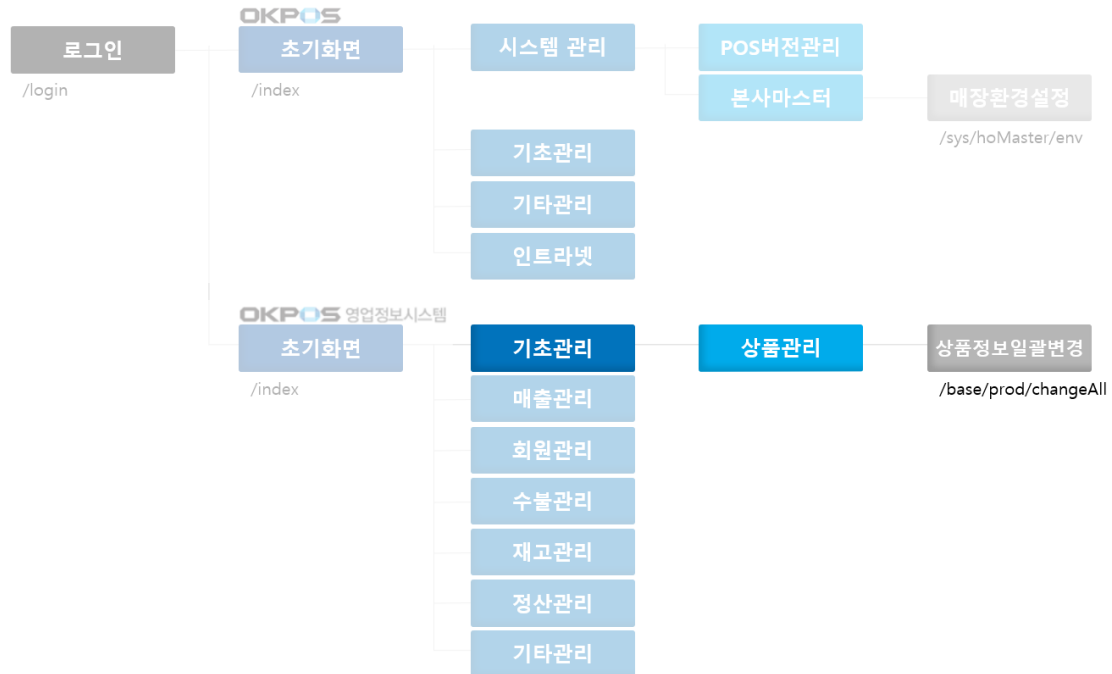 OKPOS
로그인
초기화면
시스템 관리
POS버전관리
/login
/index
본사마스터
매장환경설정
/sys/hoMaster/env
기초관리
기타관리
인트라넷
OKPOS 영업정보시스템
초기화면
기초관리
상품관리
상품정보일괄변경
/index
/base/prod/changeAll
매출관리
회원관리
수불관리
재고관리
정산관리
기타관리